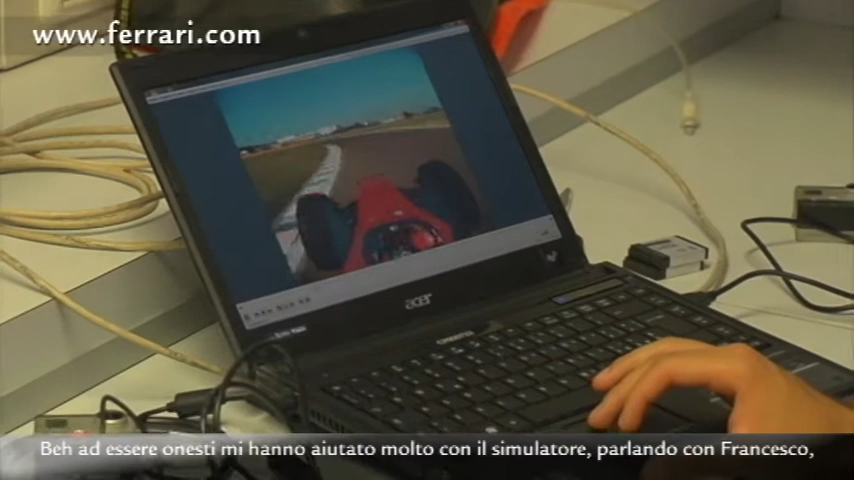 www.ferrari.com
acer
Beh ad essere onesti mi hanno aiutato molto con il simulatore, parlando con Francesco,